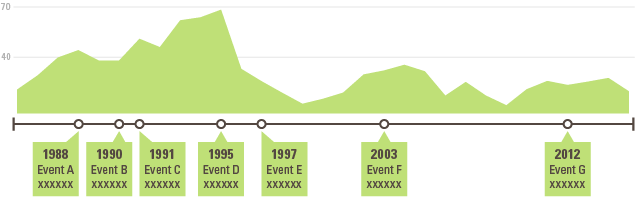 70
40
1988
Event A
xxxxxx
1990
Event B
xxxxxx
1991
Event C
xxxxxx
1995
Event D
xxxxxx
1997
Event E
xxxxxx
2003
Event F
xxxxxx
2012
Event G
xxxxxx